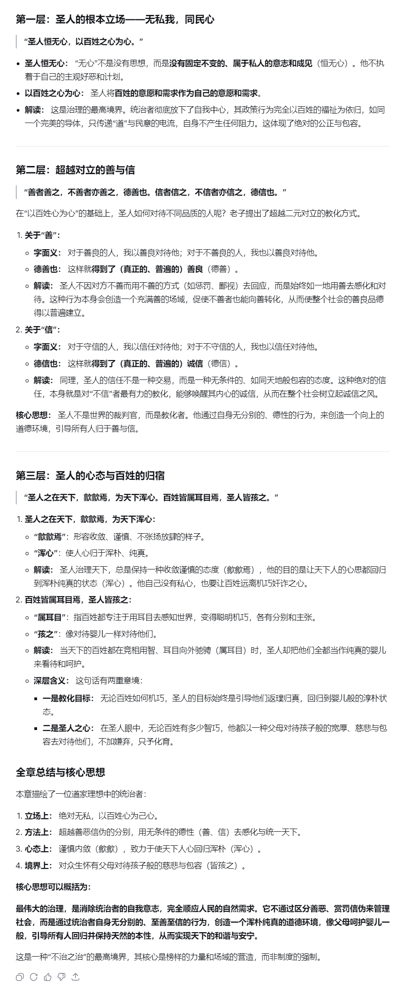 第一层：圣人的根本立场——无私我，同民心
“圣人恒无心，以百姓之心为心。”
圣人恒无心： “无心”不是没有思想，而是没有固定不变的、属于私人的意志和成见（恒无心）。他不执
着于自己的主观好恶和计划。
以百姓之心为心： 圣人将百姓的意愿和需求作为自己的意愿和需求。
解读： 这是治理的最高境界。统治者彻底放下了自我中心，其政策行为完全以百姓的福祉为依归，如同
一个完美的导体，只传递“道”与民意的电流，自身不产生任何阻力。这体现了绝对的公正与包容。
第二层：超越对立的善与信
“善者善之，不善者亦善之，德善也。信者信之，不信者亦信之，德信也。”
在“以百姓心为心”的基础上，圣人如何对待不同品质的人呢？老子提出了超越二元对立的教化方式。
1. 关于“善”：
字面义： 对于善良的人，我以善良对待他；对于不善良的人，我也以善良对待他。
德善也： 这样就得到了（真正的、普遍的）善良（德善）。
解读： 圣人不因对方不善而用不善的方式（如惩罚、鄙视）去回应，而是始终如一地用善去感化和对
待。这种行为本身会创造一个充满善的场域，促使不善者也能向善转化，从而使整个社会的善良品德
得以普遍建立。
2. 关于“信”：
字面义： 对于守信的人，我以信任对待他；对于不守信的人，我也以信任对待他。
德信也： 这样就得到了（真正的、普遍的）诚信（德信）。
解读： 同理，圣人的信任不是一种交易，而是一种无条件的、如同天地般包容的态度。这种绝对的信
任，本身就是对“不信”者最有力的教化，能够唤醒其内心的诚信，从而在整个社会树立起诚信之风。
核心思想： 圣人不是世界的裁判官，而是教化者。他通过自身无分别的、德性的行为，来创造一个向上的
道德环境，引导所有人归于善与信。
第三层：圣人的心态与百姓的归宿
“圣人之在天下，歙歙焉，为天下浑心。百姓皆属耳目焉，圣人皆孩之。”
1. 圣人之在天下，歙歙焉，为天下浑心：
“歙歙焉”：形容收敛、谨慎、不张扬放肆的样子。
“浑心”：使人心归于浑朴、纯真。
解读： 圣人治理天下，总是保持一种收敛谨慎的态度（歙歙焉），他的目的是让天下人的心思都回归
到浑朴纯真的状态（浑心）。他自己没有私心，也要让百姓远离机巧奸诈之心。
2. 百姓皆属耳目焉，圣人皆孩之：
“属耳目”：指百姓都专注于用耳目去感知世界，变得聪明机巧，各有分别和主张。
“孩之”：像对待婴儿一样对待他们。
解读： 当天下的百姓都在竞相用智、耳目向外驰骋（属耳目）时，圣人却把他们全都当作纯真的婴儿
来看待和呵护。
深层含义： 这句话有两重意境：
一是教化目标： 无论百姓如何机巧，圣人的目标始终是引导他们返璞归真，回归到婴儿般的淳朴状
态。
二是圣人之心： 在圣人眼中，无论百姓有多少智巧，他都以一种父母对待孩子般的宽厚、慈悲与包
容去对待他们，不加嫌弃，只予化育。
全章总结与核心思想
本章描绘了一位道家理想中的统治者：
1. 立场上： 绝对无私，以百姓心为己心。
2. 方法上： 超越善恶信伪的分别，用无条件的德性（善、信）去感化与统一天下。
3. 心态上： 谨慎内敛（歙歙），致力于使天下人心回归浑朴（浑心）。
4. 境界上： 对众生怀有父母对待孩子般的慈悲与包容（皆孩之）。
核心思想可以概括为：
最伟大的治理，是消除统治者的自我意志，完全顺应人民的自然需求。它不通过区分善恶、赏罚信伪来管理
社会，而是通过统治者自身无分别的、至善至信的行为，创造一个浑朴纯真的道德环境，像父母呵护婴儿一
般，引导所有人回归并保持天然的本性，从而实现天下的和谐与安宁。
这是一种“不治之治”的最高境界，其核心是榜样的力量和场域的营造，而非制度的强制。